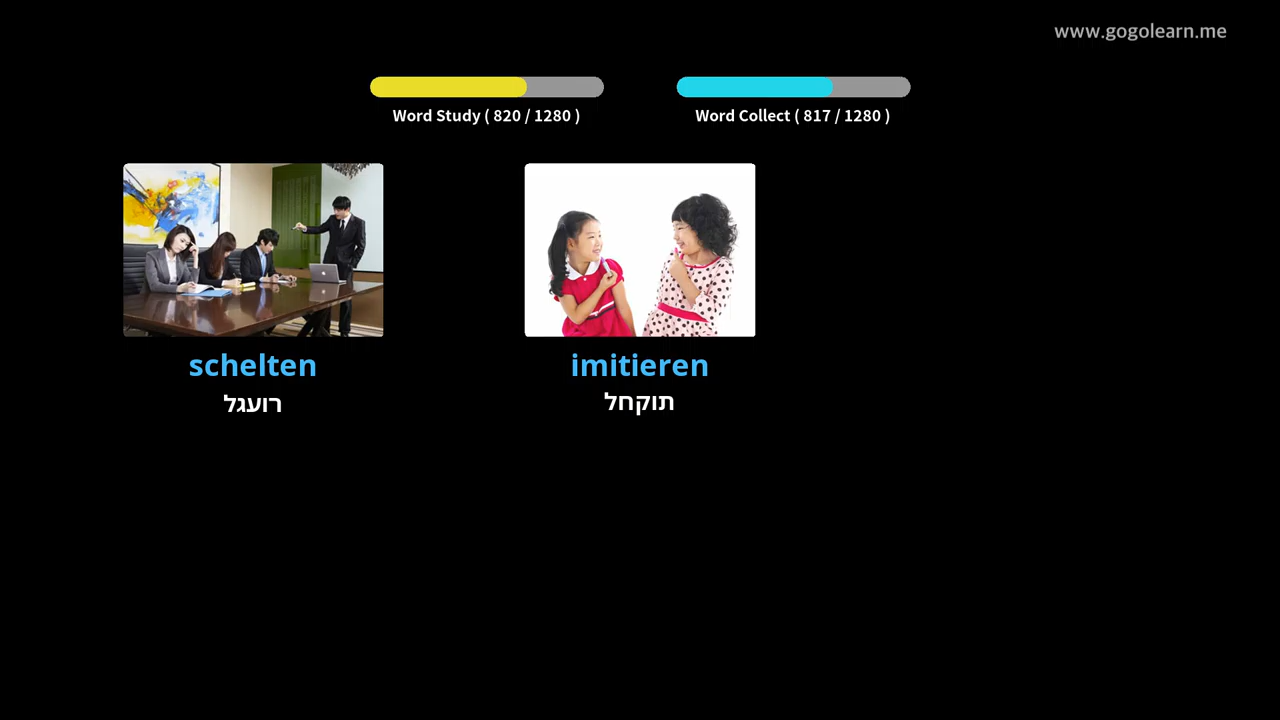 www.gogolearn.me
Word Study ( 820 / 1280 )
Word Collect ( 817 / 1280 )
schelten
רועגל
imitieren
תוקחל